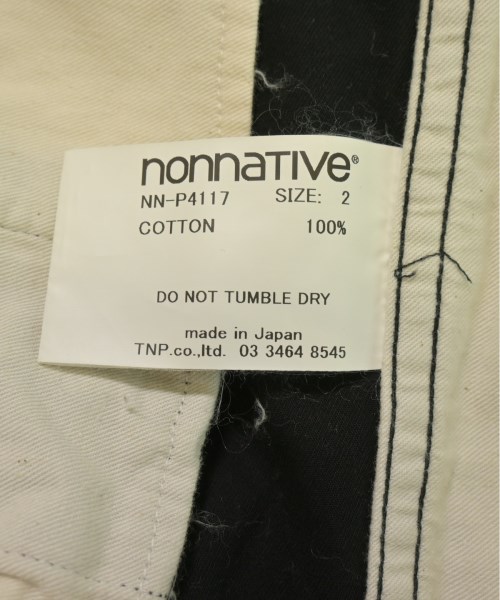 nonnaTIVE®
NN-P4117 SIZE: 2
COTTON 100%
DO NOT TUMBLE DRY
made in Japan
TNP.co.,ltd. 03 3464 8545